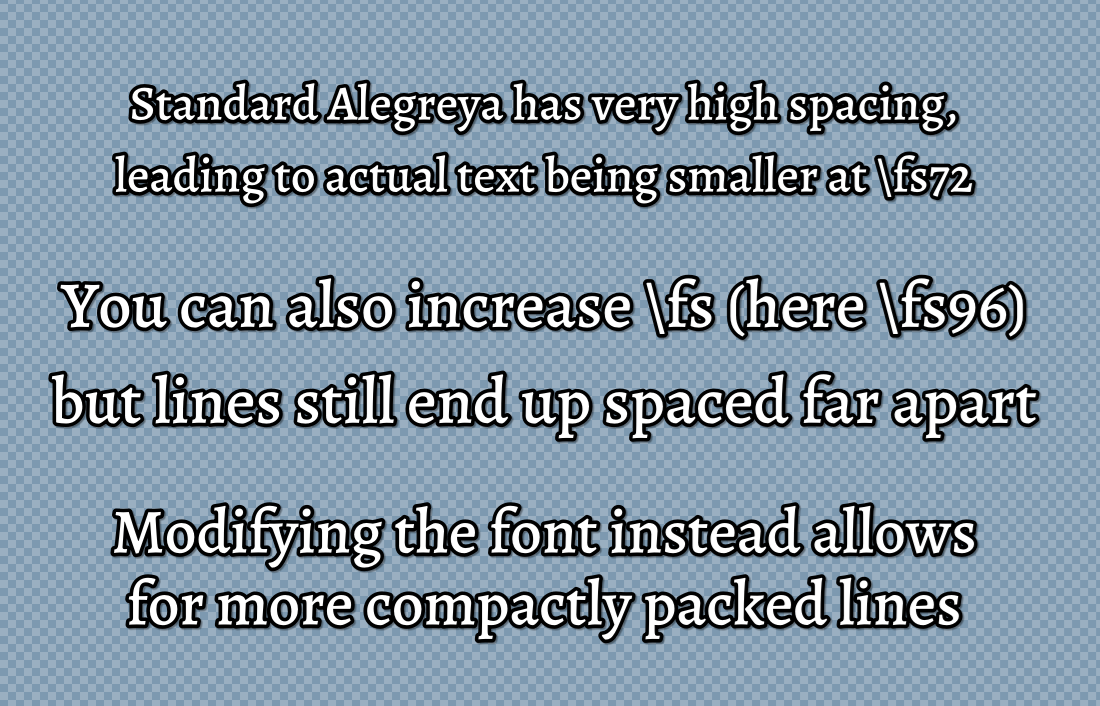 Standard Alegreya has very high spacing,
leading to actual text being smaller at \fs72
You can also increase \fs (here \fs96)
but lines still end up spaced far apart
Modifying the font instead allows
for more compactly packed lines